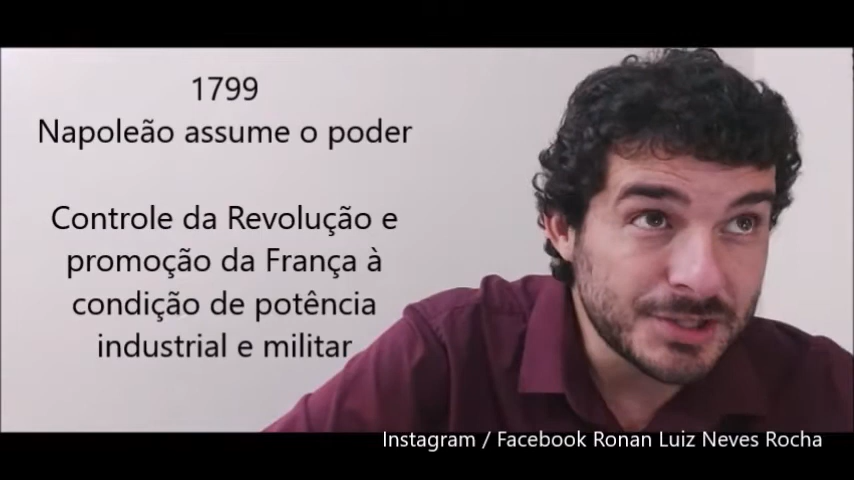 1799
Napoleão assume o poder
Controle da Revolução e
promoção da França à
condição de potência
industrial e militar
Instagram / Facebook Ronan Luiz Neves Rocha